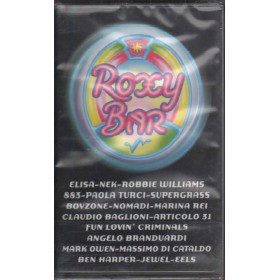 ROXY
BAR
ELISA-NEK-ROBBIE WILLIAMS
883-PAOLA TURCI-SUPERGRASS
BOYZONE-NOMADI-MARINA REI
CLAUDIO BAGLIONI-ARTICOLO 31
FUN LOVIN' CRIMINALS
ANGELO BRANDUARDI
MARK OWEN-MASSIMO DI CATALDO
BEN HARPER-JEWEL-EELS